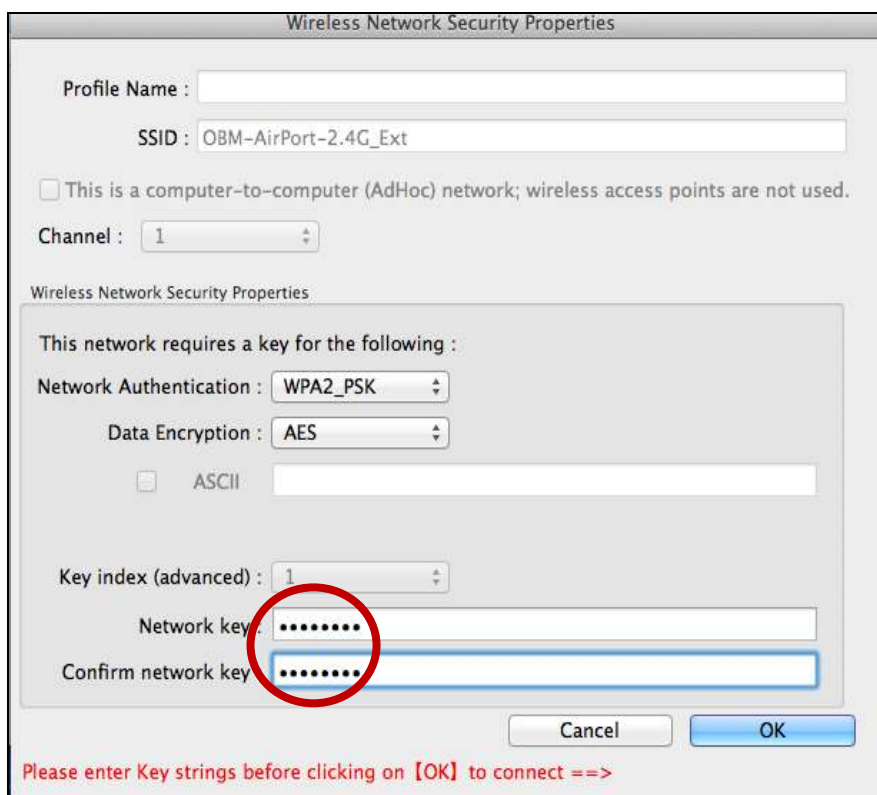 Wireless Network Security Properties
Profile Name :
SSID : OBM-AirPort-2.4G_Ext
This is a computer-to-computer (AdHoc) network; wireless access points are not used.
Channel : 1
Wireless Network Security Properties
This network requires a key for the following :
Network Authentication : WPA2_PSK
Data Encryption : AES
ASCII
Key index (advanced) : 1
Network key : ••••••••
Confirm network key ••••••••
Cancel OK
Please enter Key strings before clicking on【OK】to connect ==>